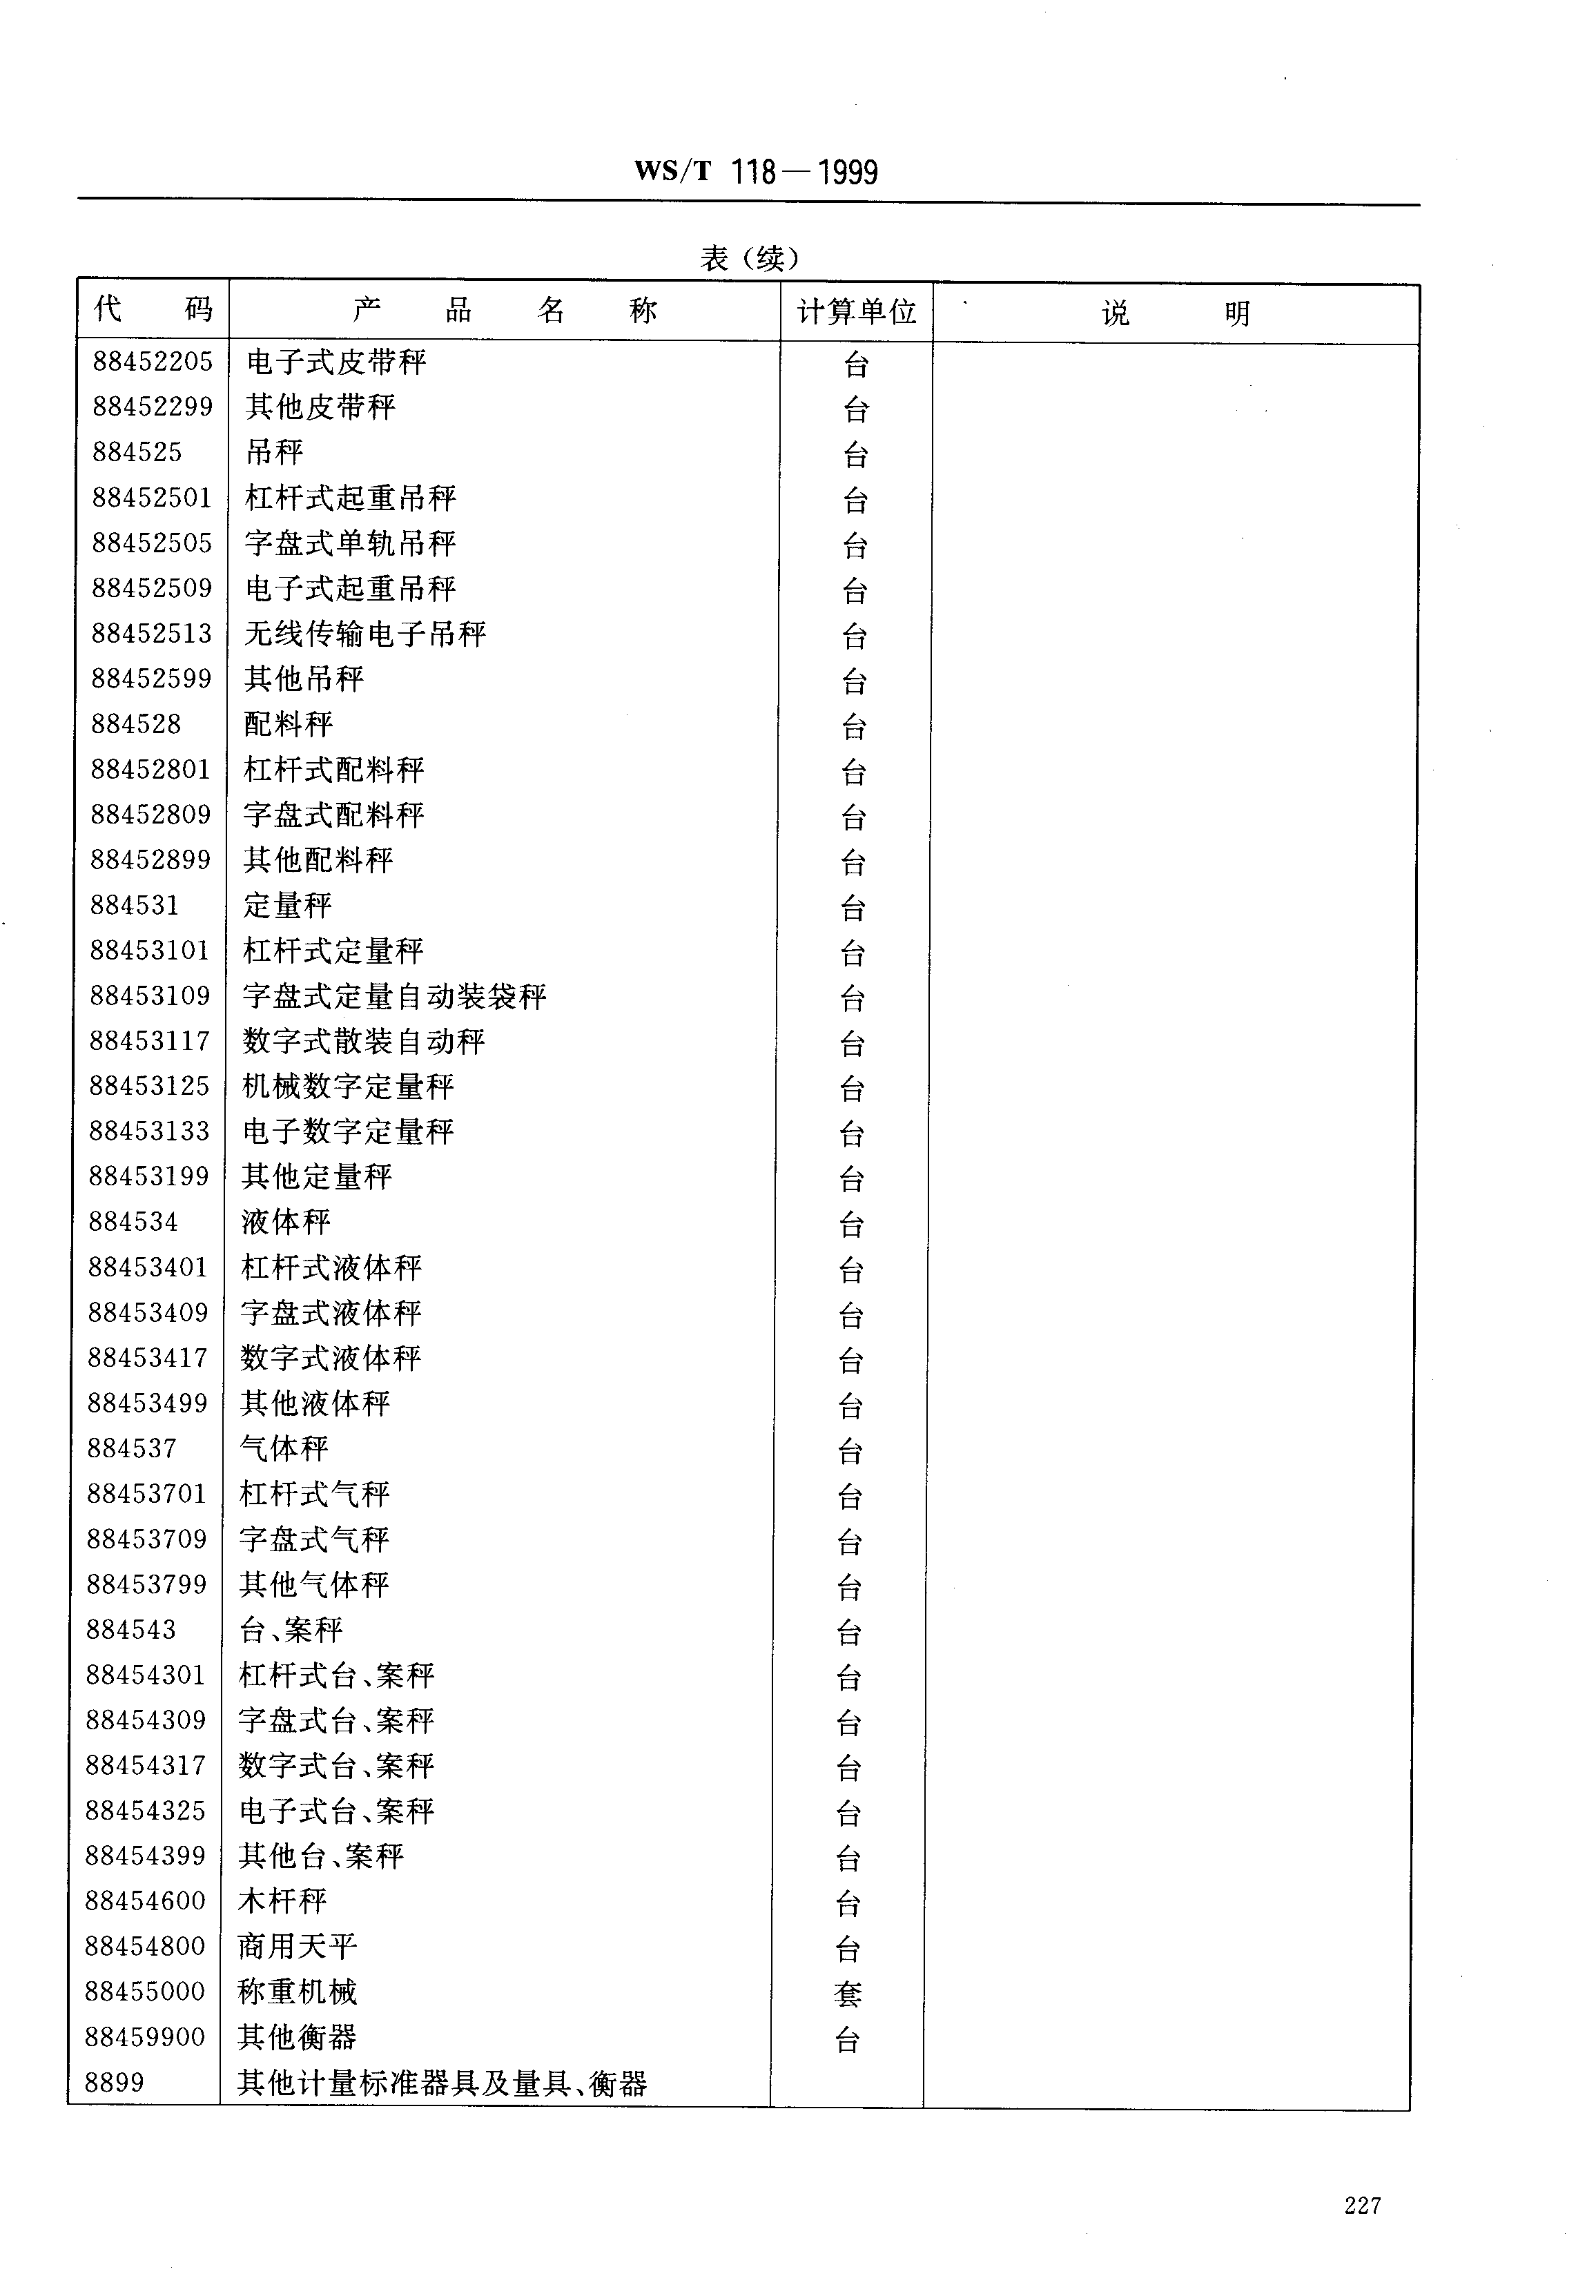 WS/T 118—1999
表（续）
代 码 产 品 名 称 计算单位 说 明
88452205 电子式皮带秤 台
88452299 其他皮带秤 台
884525 吊秤 台
88452501 杠杆式起重吊秤 台
88452505 字盘式单轨吊秤 台
88452509 电子式起重吊秤 台
88452513 无线传输电子吊秤 台
88452599 其他吊秤 台
884528 配料秤 台
88452801 杠杆式配料秤 台
88452809 字盘式配料秤 台
88452899 其他配料秤 台
884531 定量秤 台
88453101 杠杆式定量秤 台
88453109 字盘式定量自动装袋秤 台
88453117 数字式散装自动秤 台
88453125 机械数字定量秤 台
88453133 电子数字定量秤 台
88453199 其他定量秤 台
884534 液体秤 台
88453401 杠杆式液体秤 台
88453409 字盘式液体秤 台
88453417 数字式液体秤 台
88453499 其他液体秤 台
884537 气体秤 台
88453701 杠杆式气秤 台
88453709 字盘式气秤 台
88453799 其他气体秤 台
884543 台、案秤 台
88454301 杠杆式台、案秤 台
88454309 字盘式台、案秤 台
88454317 数字式台、案秤 台
88454325 电子式台、案秤 台
88454399 其他台、案秤 台
88454600 木杆秤 台
88454800 商用天平 台
88455000 称重机械 套
88459900 其他衡器 台
8899 其他计量标准器具及量具、衡器
227